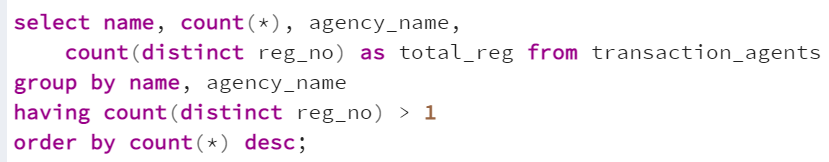 select name, count(*), agency_name,
    count(distinct reg_no) as total_reg from transaction_agents
group by name, agency_name
having count(distinct reg_no) > 1
order by count(*) desc;